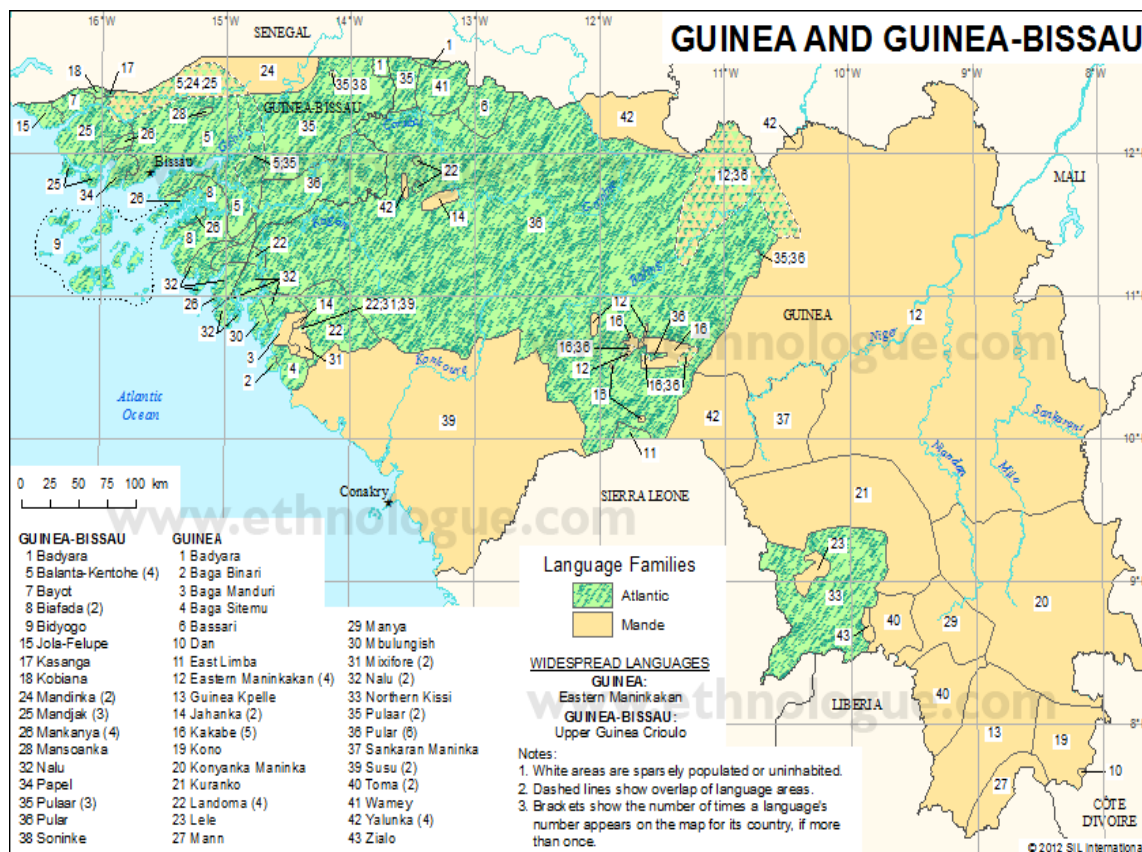 GUINEA AND GUINEA-BISSAU
16°W 15°W 14°W 13°W 12°W 11°W 10°W 9°W 8°W
SENEGAL
GUINEA-BISSAU
Bissau
MALI
GUINEA
Niger
Sankarani
Niandan
Milo
Bafing
Konkouré
Atlantic
Ocean
Conakry
SIERRA LEONE
LIBERIA
CÔTE
D'IVOIRE
www.ethnologue.com
0 25 50 100 km
GUINEA-BISSAU
1 Badyara
5 Balanta-Kentohe (4)
7 Bayot
8 Biafada (2)
9 Bidyogo
15 Jola-Felupe
17 Kasanga
18 Kobiana
24 Mandinka (2)
25 Mandjak (3)
26 Mankanya (4)
28 Mansoanka
32 Nalu
34 Papel
35 Pulaar (3)
36 Pular
38 Soninke
GUINEA
1 Badyara
2 Baga Binari
3 Baga Manduri
4 Baga Sitemu
6 Bassari
10 Dan
11 East Limba
12 Eastern Maninkakan (4)
13 Guinea Kpelle
14 Jahanka (2)
16 Kakabe (5)
19 Kono
20 Konyanka Maninka
21 Kuranko
22 Landoma (4)
23 Lele
27 Mann
29 Manya
30 Mbulungish
31 Mixifore (2)
32 Nalu (2)
33 Northern Kissi
35 Pulaar (2)
36 Pular (6)
37 Sankaran Maninka
39 Susu (2)
40 Toma (2)
41 Wamey
42 Yalunka (4)
43 Zialo
Language Families
Atlantic
Mande
WIDESPREAD LANGUAGES
GUINEA:
Eastern Maninkakan
GUINEA-BISSAU:
Upper Guinea Crioulo
Notes:
1. White areas are sparsely populated or uninhabited.
2. Dashed lines show overlap of language areas.
3. Brackets show the number of times a language's
number appears on the map for its country, if more
than once.
© 2012 SIL International